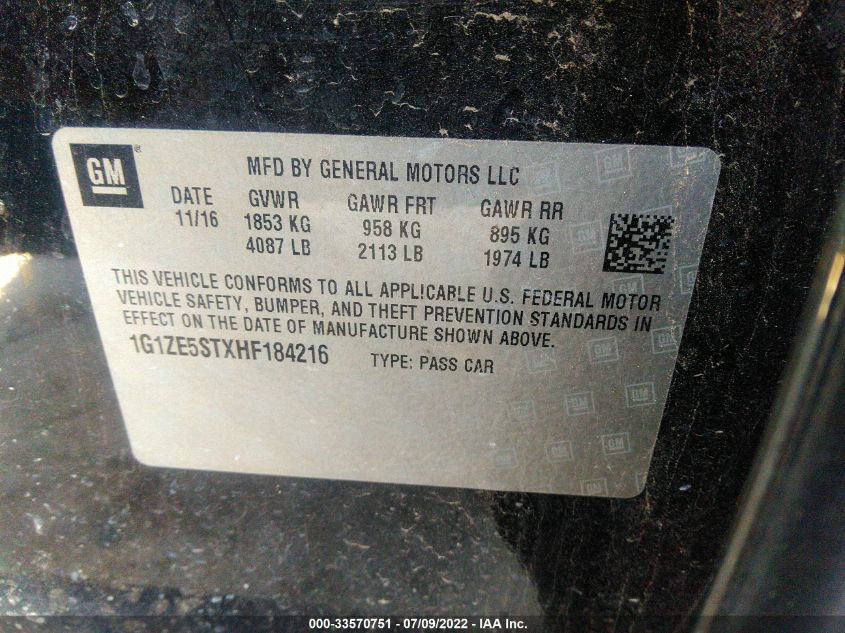 GM
MFD BY GENERAL MOTORS LLC
DATE GVWR GAWR FRT GAWR RR
11/16 1853 KG 958 KG 895 KG
4087 LB 2113 LB 1974 LB
THIS VEHICLE CONFORMS TO ALL APPLICABLE U.S. FEDERAL MOTOR
VEHICLE SAFETY, BUMPER, AND THEFT PREVENTION STANDARDS IN
EFFECT ON THE DATE OF MANUFACTURE SHOWN ABOVE.
1G1ZE5STXHF184216 TYPE: PASS CAR
000-33570751 | 07/09/2022 | © IAA Inc.